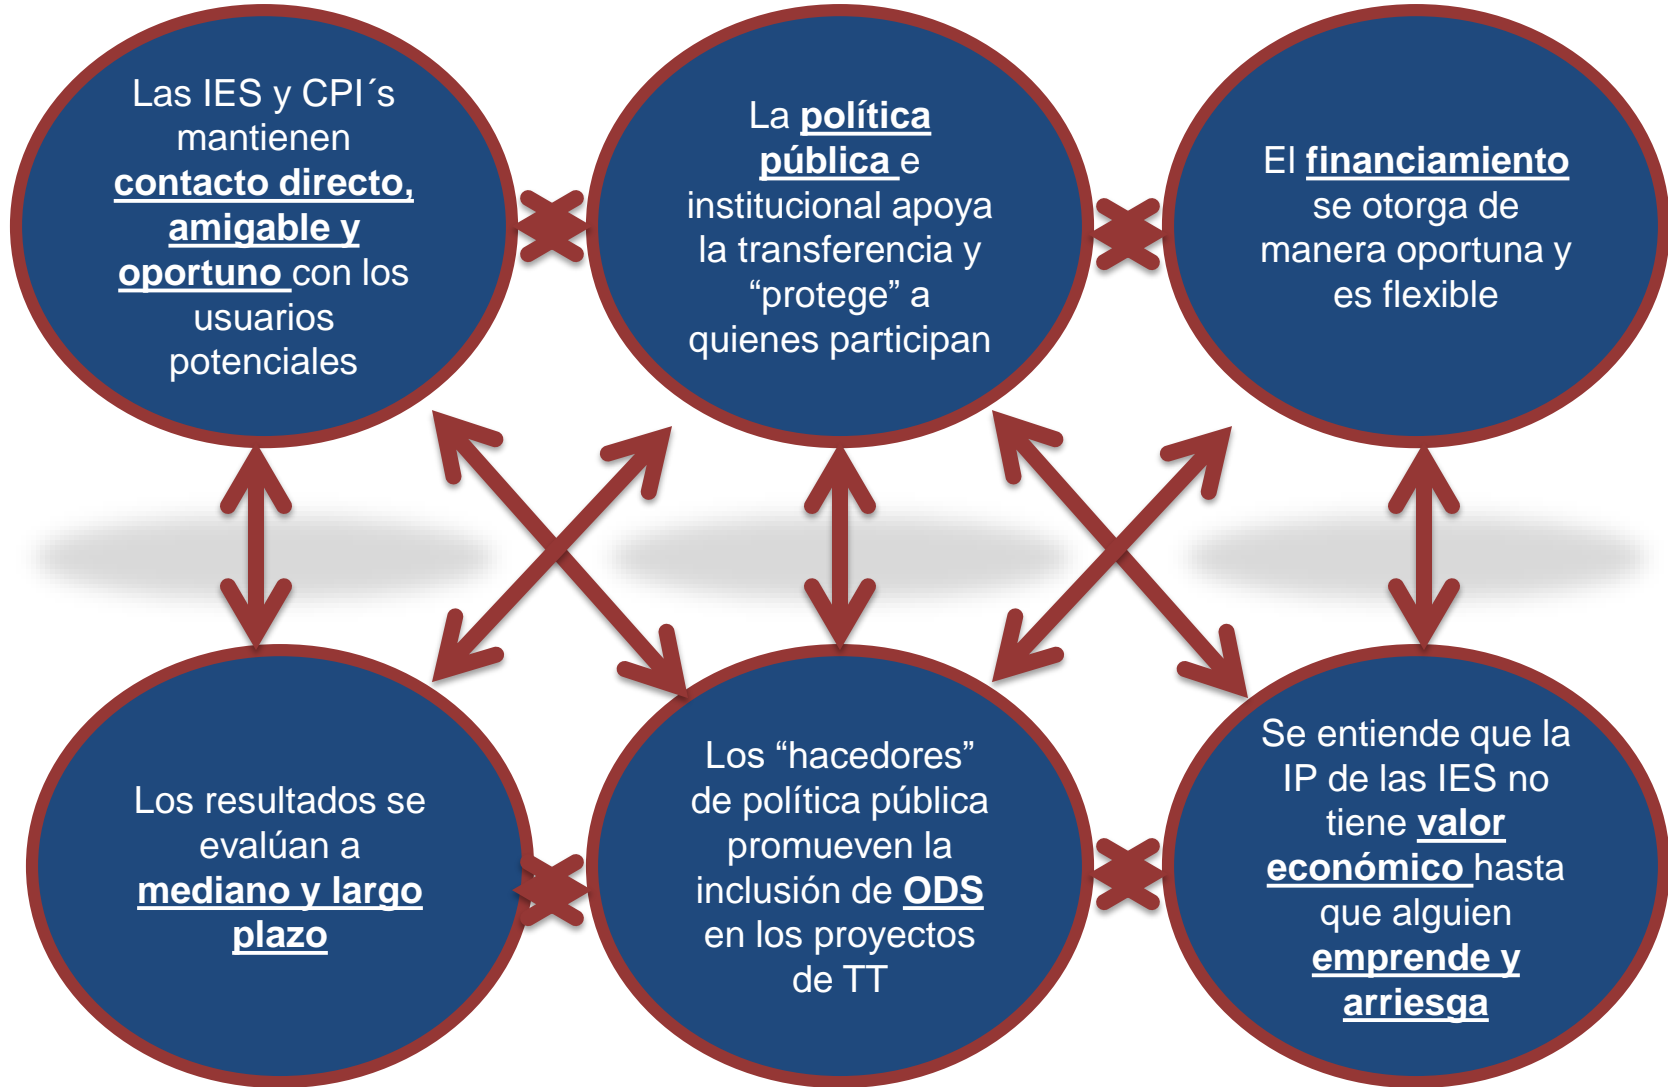 Las IES y CPI´s
mantienen
contacto directo,
amigable y
oportuno con los
usuarios
potenciales
La política
pública e
institucional apoya
la transferencia y
“protege” a
quienes participan
El financiamiento
se otorga de
manera oportuna y
es flexible
Los resultados se
evalúan a
mediano y largo
plazo
Los “hacedores”
de política pública
promueven la
inclusión de ODS
en los proyectos
de TT
Se entiende que la
IP de las IES no
tiene valor
económico hasta
que alguien
emprende y
arriesga